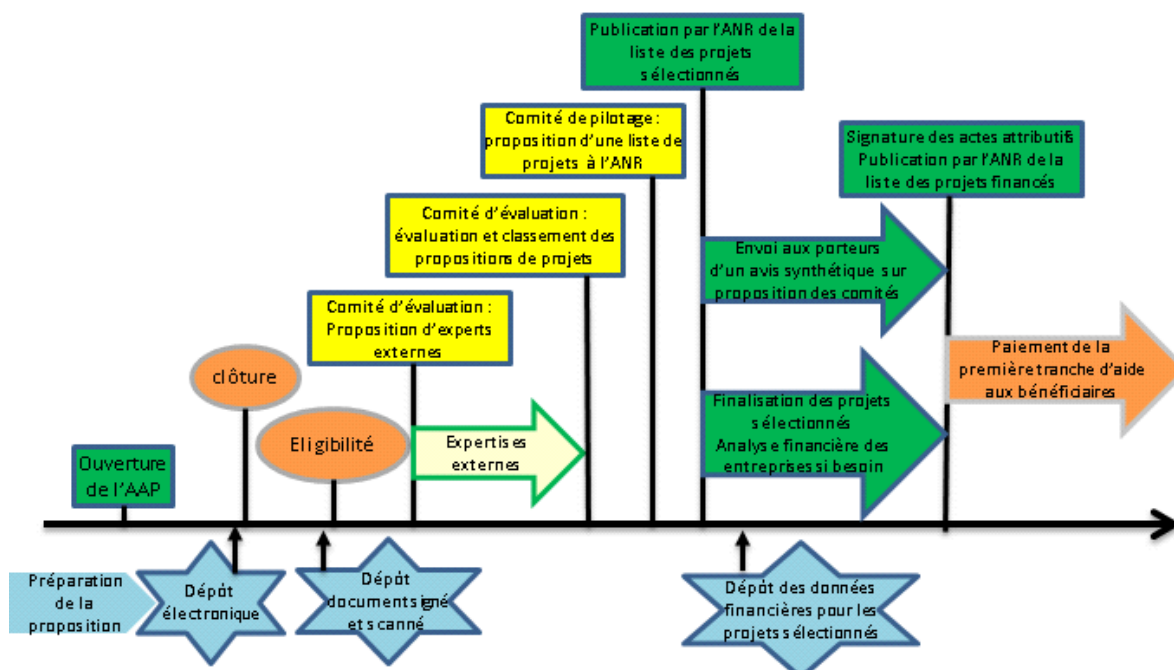 Publication par l'ANR de la
liste des projets
sélectionnés
Comité de pilotage :
proposition d'une liste de
projets à l'ANR
Signature des actes attributifs
Publication par l'ANR de la
liste des projets financés
Comité d'évaluation :
évaluation et classement des
propositions de projets
Envoi aux porteurs
d'un avis synthétique sur
proposition des comités
Comité d'évaluation :
Proposition d'experts
externes
Paiement de la
première tranche d'aide
aux bénéficiaires
clôture
Finalisation des projets
sélectionnés
Analyse financière des
entreprises si besoin
Eligibilité
Expertises
externes
Ouverture
de l'AAP
Préparation
de la
proposition
Dépôt
électronique
Dépôt
document signé
et scanné
Dépôt des données
financières pour les
projets sélectionnés